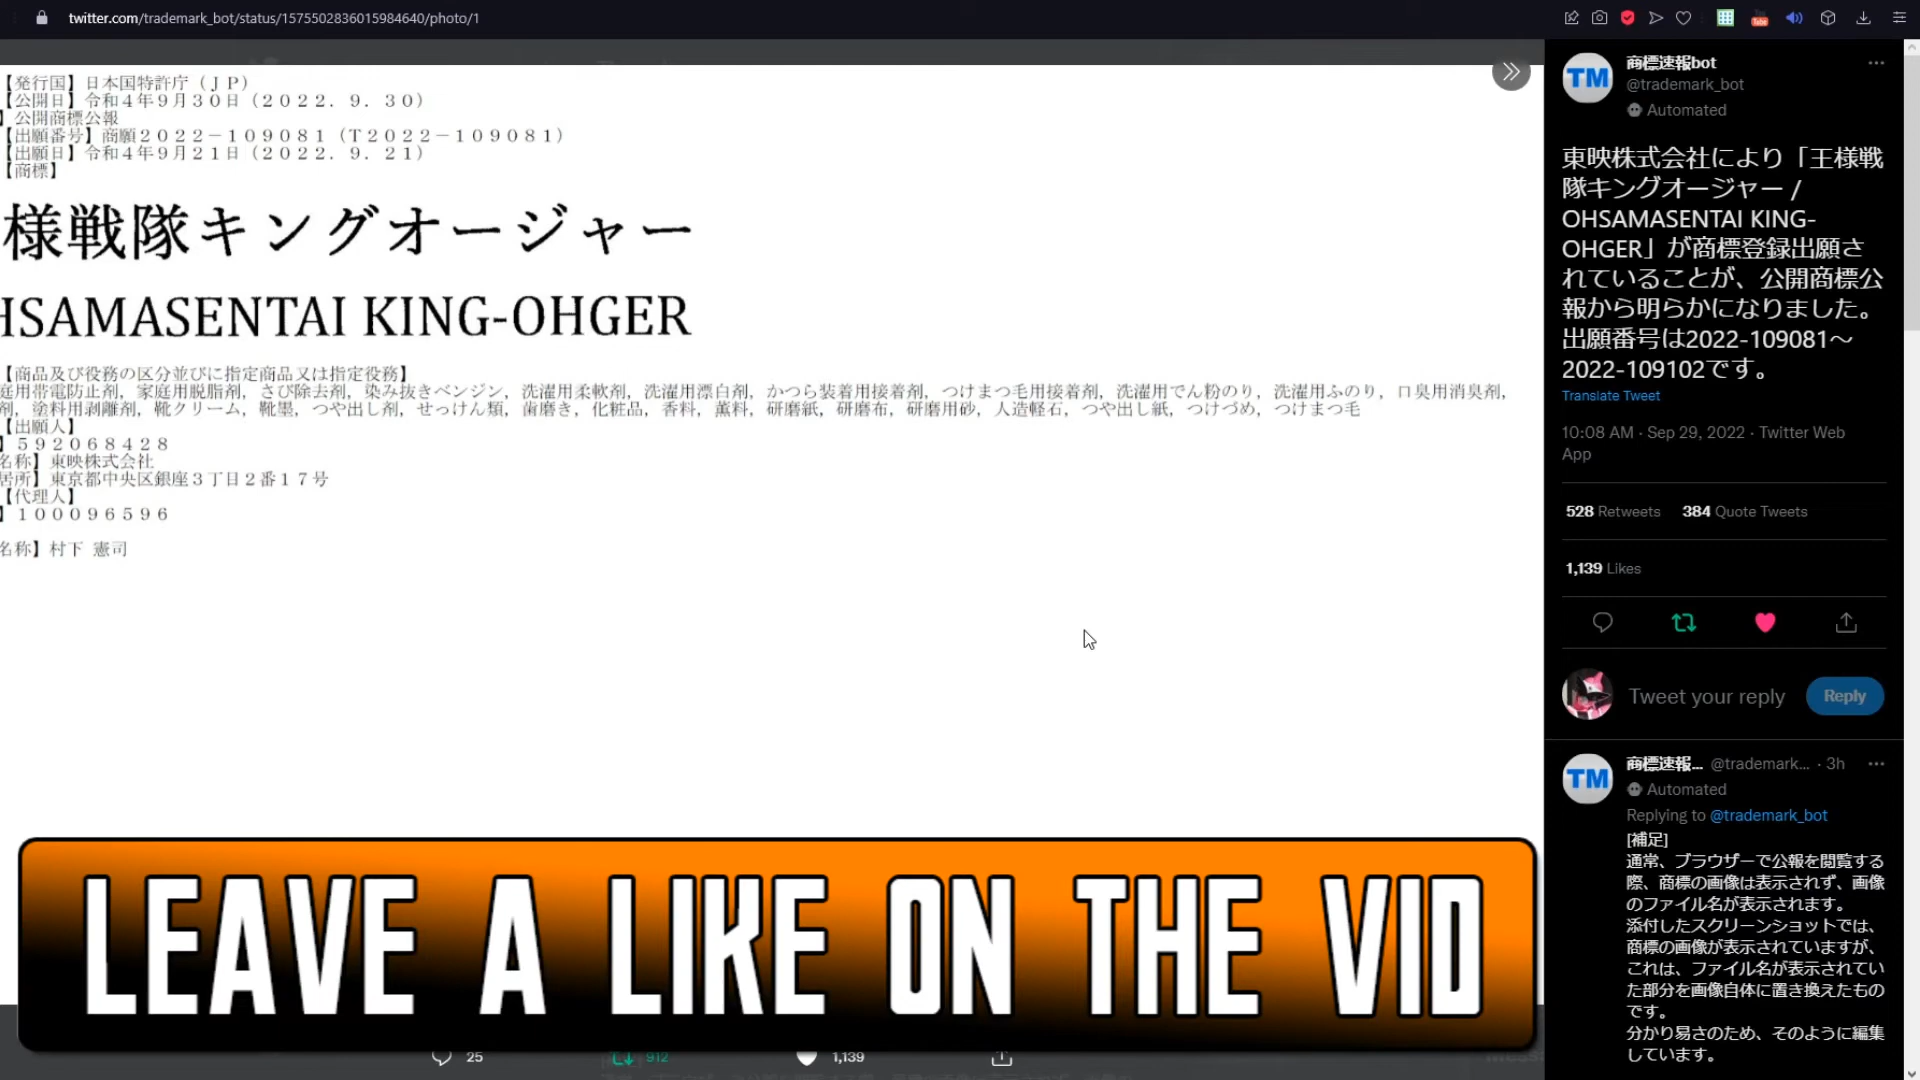 twitter.com/trademark_bot/status/1575502836015984640/photo/1
【発行国】日本国特許庁（ＪＰ）
【公開日】令和４年９月３０日（２０２２．９．３０）
】公開商標公報
【出願番号】商願２０２２－１０９０８１（Ｔ２０２２－１０９０８１）
【出願日】令和４年９月２１日（２０２２．９．２１）
【商標】
様戦隊キングオージャー
HSAMASENTAI KING-OHGER
【商品及び役務の区分並びに指定商品又は指定役務】
庭用帯電防止剤，家庭用脱脂剤，さび除去剤，染み抜きベンジン，洗濯用柔軟剤，洗濯用漂白剤，かつら装着用接着剤，つけまつ毛用接着剤，洗濯用でん粉のり，洗濯用ふのり，口臭用消臭剤，
剤，塗料用剥離剤，靴クリーム，靴墨，つや出し剤，せっけん類，歯磨き，化粧品，香料，薫料，研磨紙，研磨布，研磨用砂，人造軽石，つや出し紙，つけづめ，つけまつ毛
【出願人】
】５９２０６８４２８
名称】東映株式会社
居所】東京都中央区銀座３丁目２番１７号
【代理人】
】１０００９６５９６
名称】村下 憲司
LEAVE A LIKE ON THE VID
25
912
1,139
TM
商標速報bot
@trademark_bot
Automated
東映株式会社により「王様戦
隊キングオージャー /
OHSAMASENTAI KING-
OHGER」が商標登録出願さ
れていることが、公開商標公
報から明らかになりました。
出願番号は2022-109081～
2022-109102です。
Translate Tweet
10:08 AM · Sep 29, 2022 · Twitter Web
App
528 Retweets 384 Quote Tweets
1,139 Likes
Tweet your reply
Reply
TM
商標速報... @trademark... · 3h
Automated
Replying to @trademark_bot
[補足]
通常、ブラウザーで公報を閲覧する
際、商標の画像は表示されず、画像
のファイル名が表示されます。
添付したスクリーンショットでは、
商標の画像が表示されていますが、
これは、ファイル名が表示されてい
た部分を画像自体に置き換えたもの
です。
分かり易さのため、そのように編集
しています。